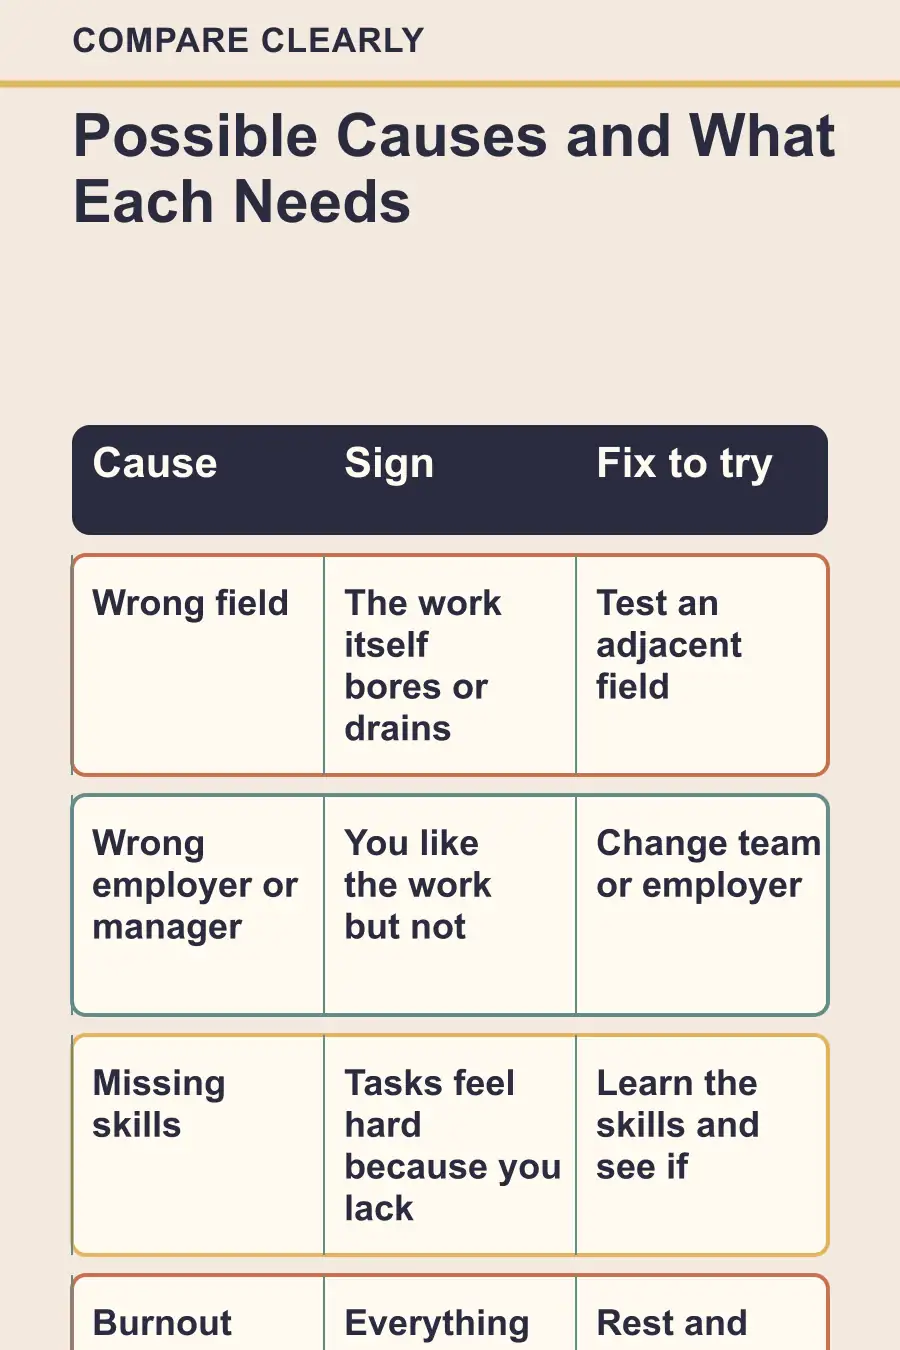 COMPARE CLEARLY
Possible Causes and What
Each Needs
Cause
Sign
Fix to try
Wrong field
The work
itself
bores or
drains
Test an
adjacent
field
Wrong
employer or
manager
You like
the work
but not
Change team
or employer
Missing
skills
Tasks feel
hard
because you
lack
Learn the
skills and
see if
Burnout
Everything
Rest and